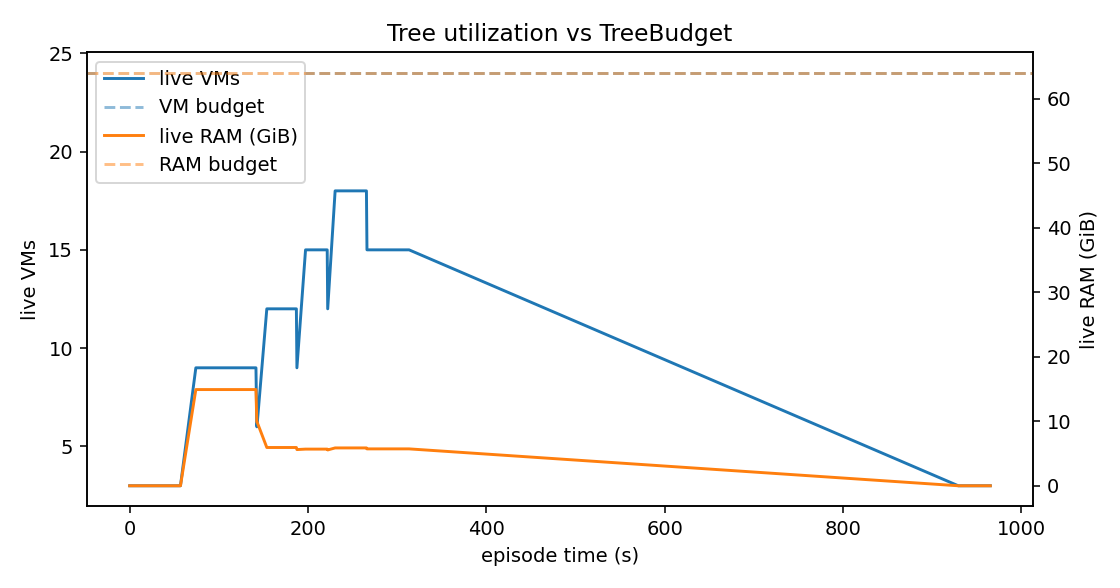 Tree utilization vs TreeBudget
25
20
15
10
5
live VMs
live VMs
VM budget
live RAM (GiB)
RAM budget
60
50
40
30
20
10
0
live RAM (GiB)
0 200 400 600 800 1000
episode time (s)